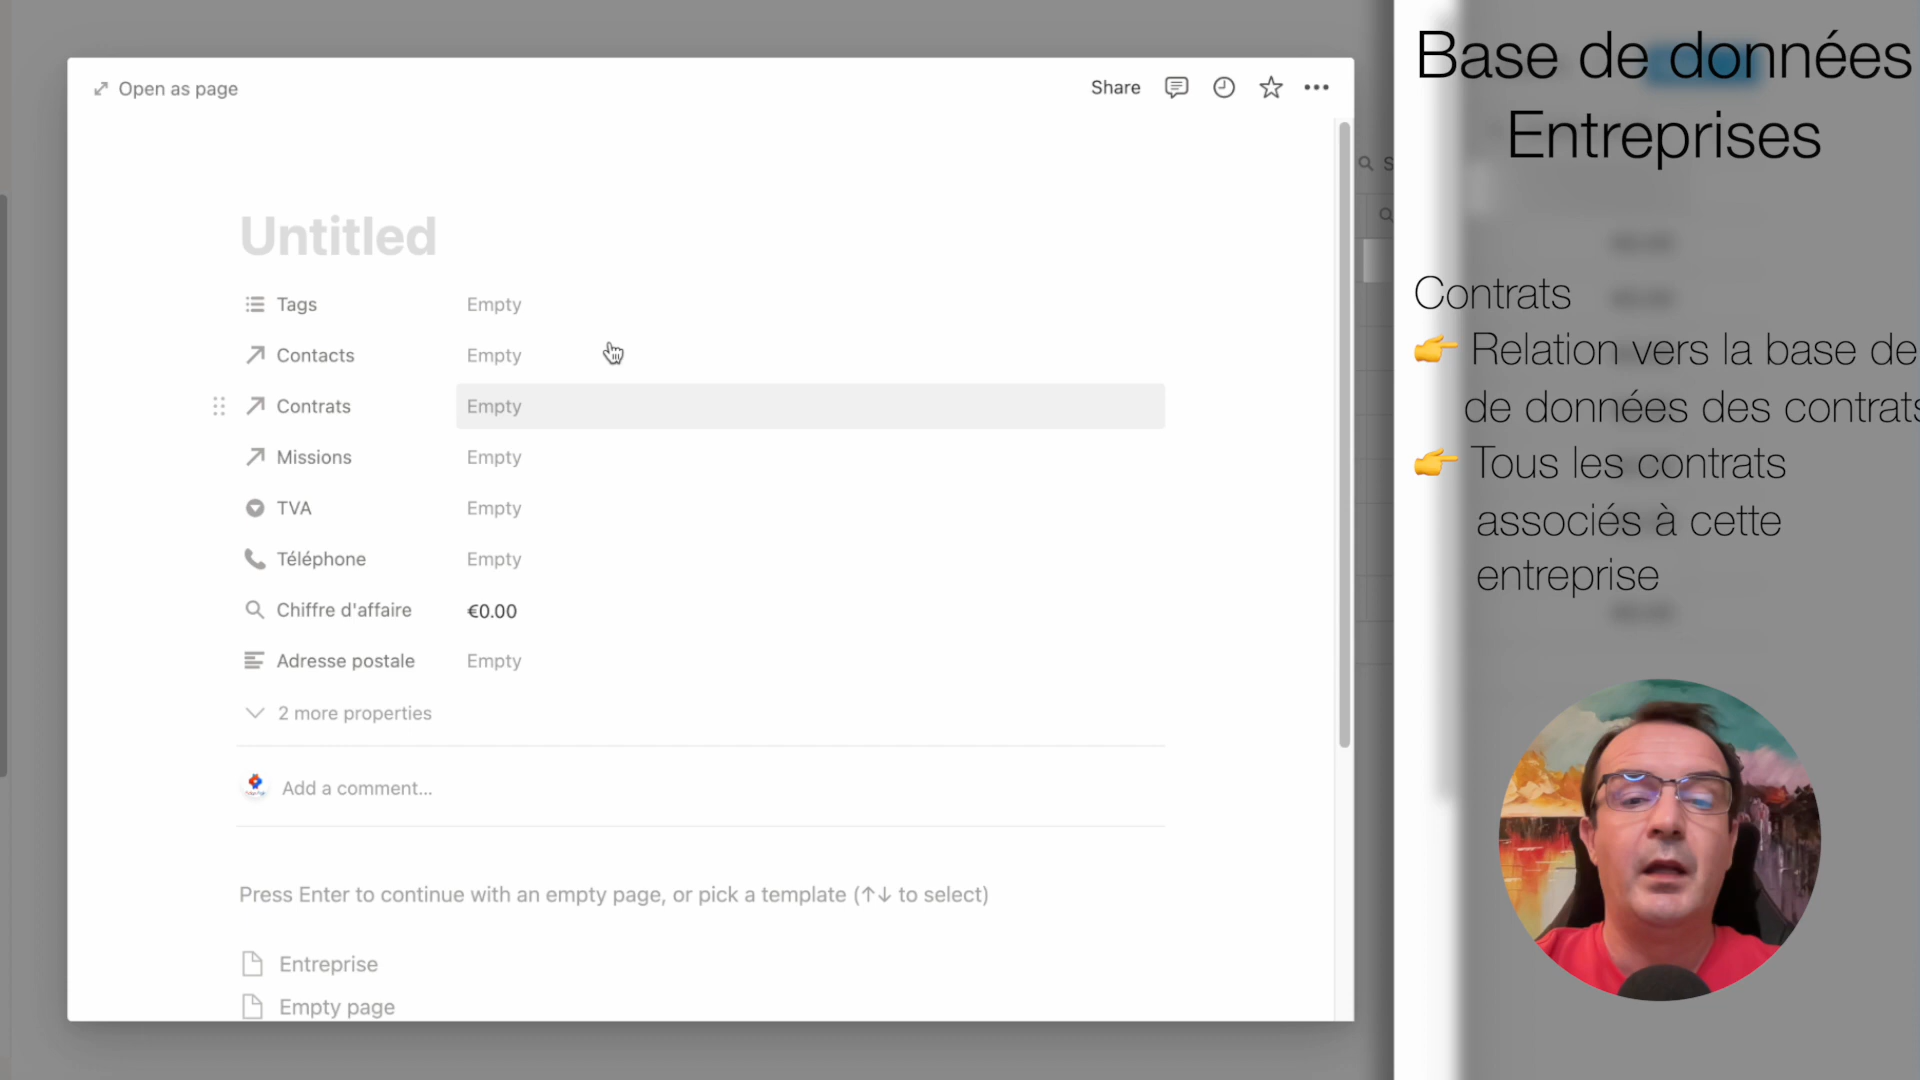 Open as page
Share
Untitled
Tags Empty
Contacts Empty
Contrats Empty
Missions Empty
TVA Empty
Téléphone Empty
Chiffre d'affaire €0.00
Adresse postale Empty
2 more properties
Add a comment...
Press Enter to continue with an empty page, or pick a template (↑↓ to select)
Entreprise
Empty page
S
Base de données
Entreprises
Contrats
👉 Relation vers la base de
de données des contrats
👉 Tous les contrats
associés à cette
entreprise